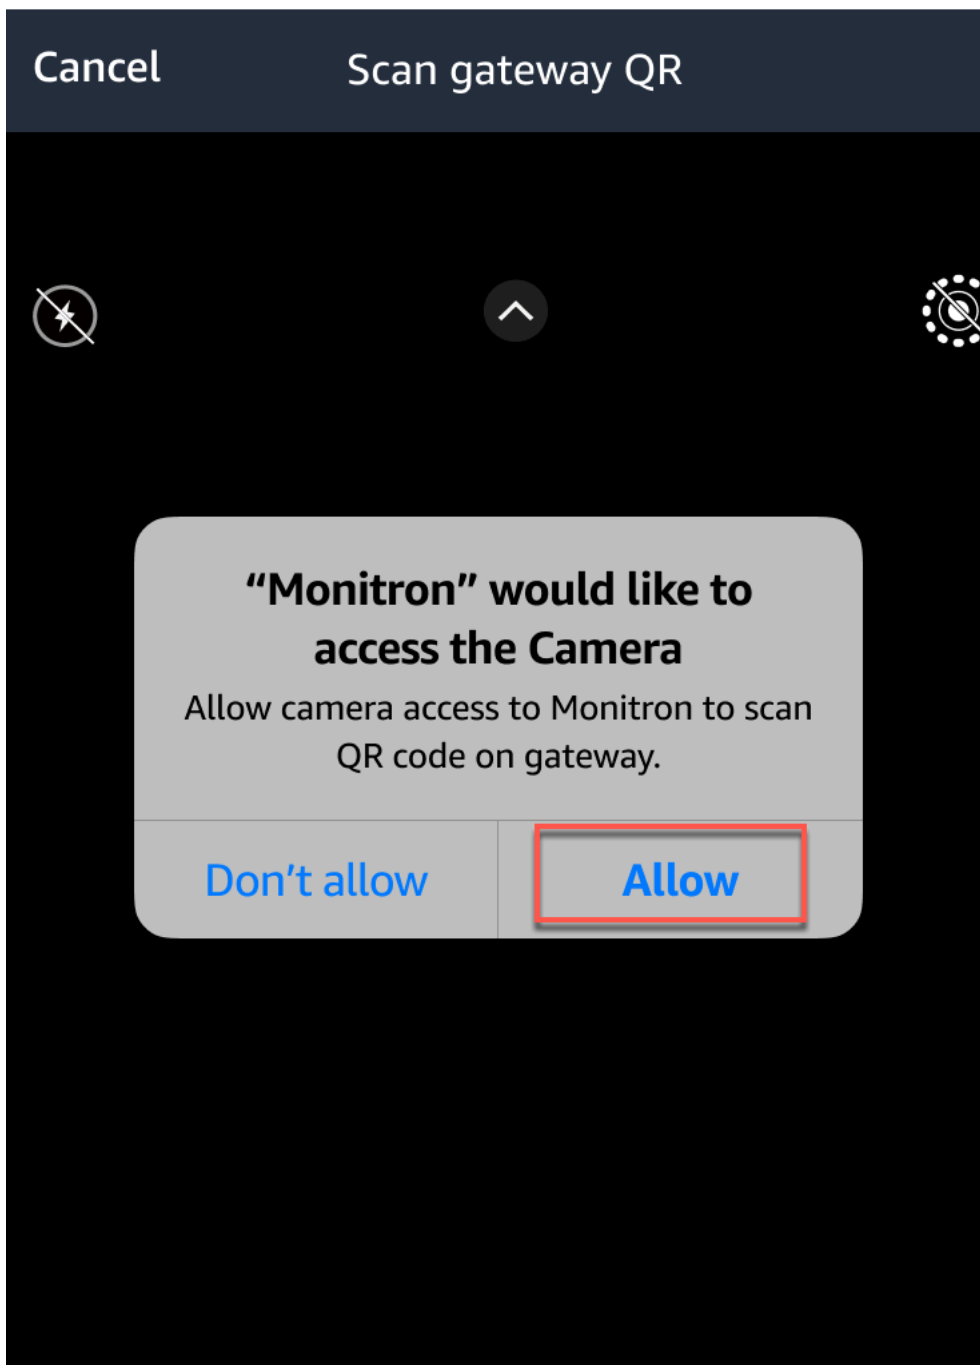 Cancel
Scan gateway QR
“Monitron” would like to
access the Camera
Allow camera access to Monitron to scan
QR code on gateway.
Don’t allow
Allow